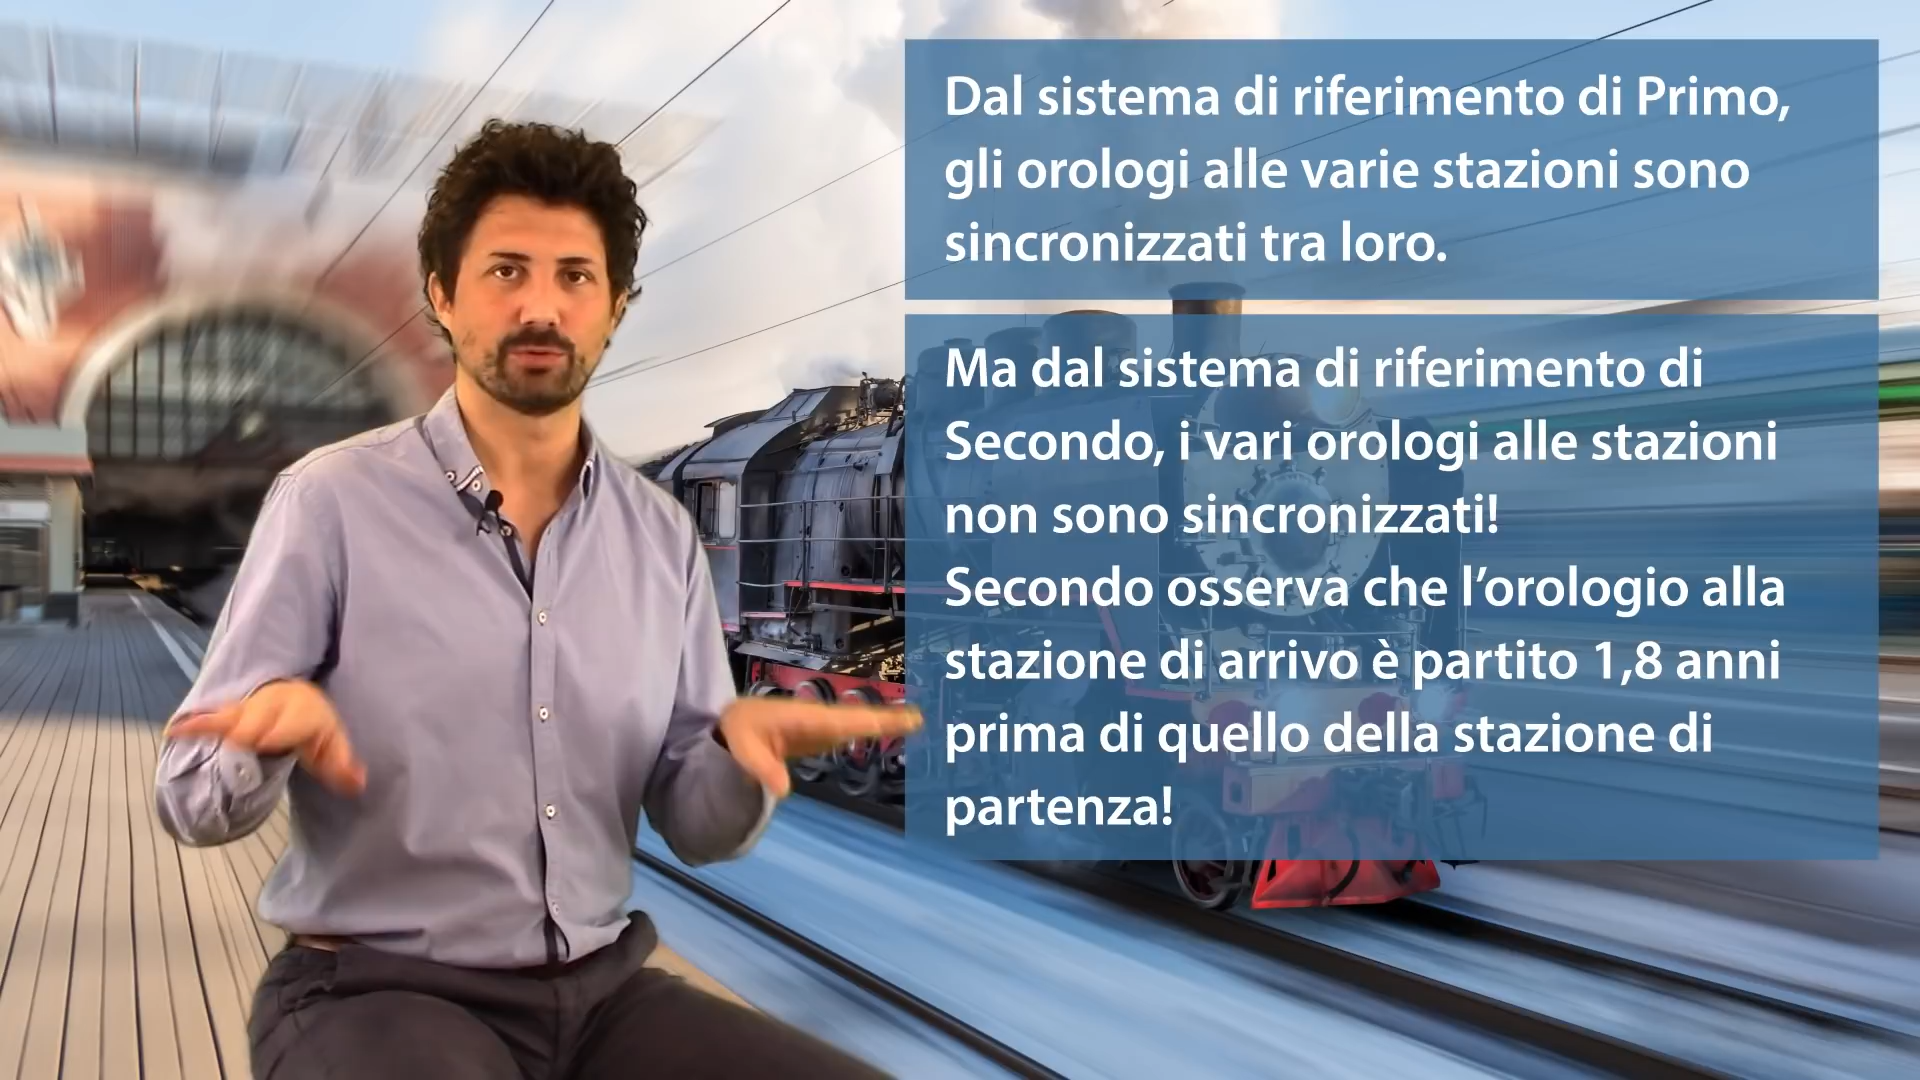 Dal sistema di riferimento di Primo,
gli orologi alle varie stazioni sono
sincronizzati tra loro.
Ma dal sistema di riferimento di
Secondo, i vari orologi alle stazioni
non sono sincronizzati!
Secondo osserva che l’orologio alla
stazione di arrivo è partito 1,8 anni
prima di quello della stazione di
partenza!